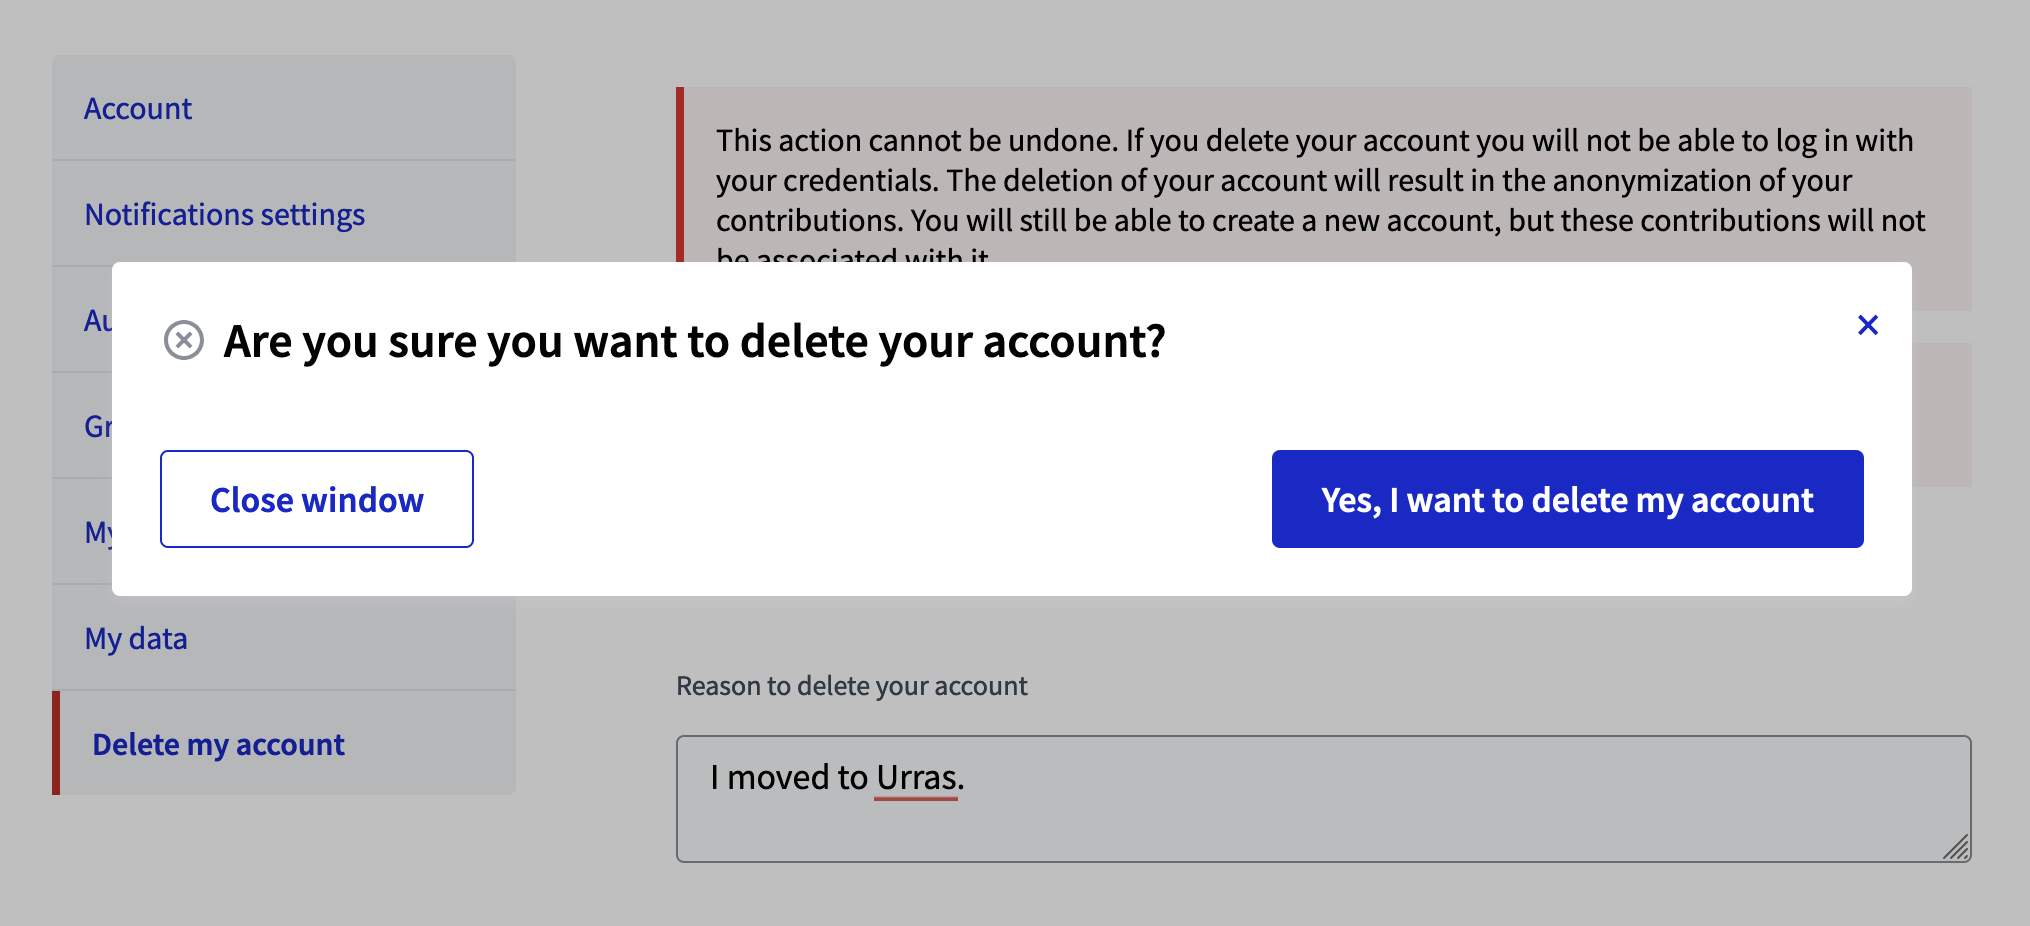 Account
Notifications settings
Au
Gr
My
My data
Delete my account
This action cannot be undone. If you delete your account you will not be able to log in with
your credentials. The deletion of your account will result in the anonymization of your
contributions. You will still be able to create a new account, but these contributions will not
be associated with it.
Are you sure you want to delete your account?
Close window
Yes, I want to delete my account
Reason to delete your account
I moved to Urras.